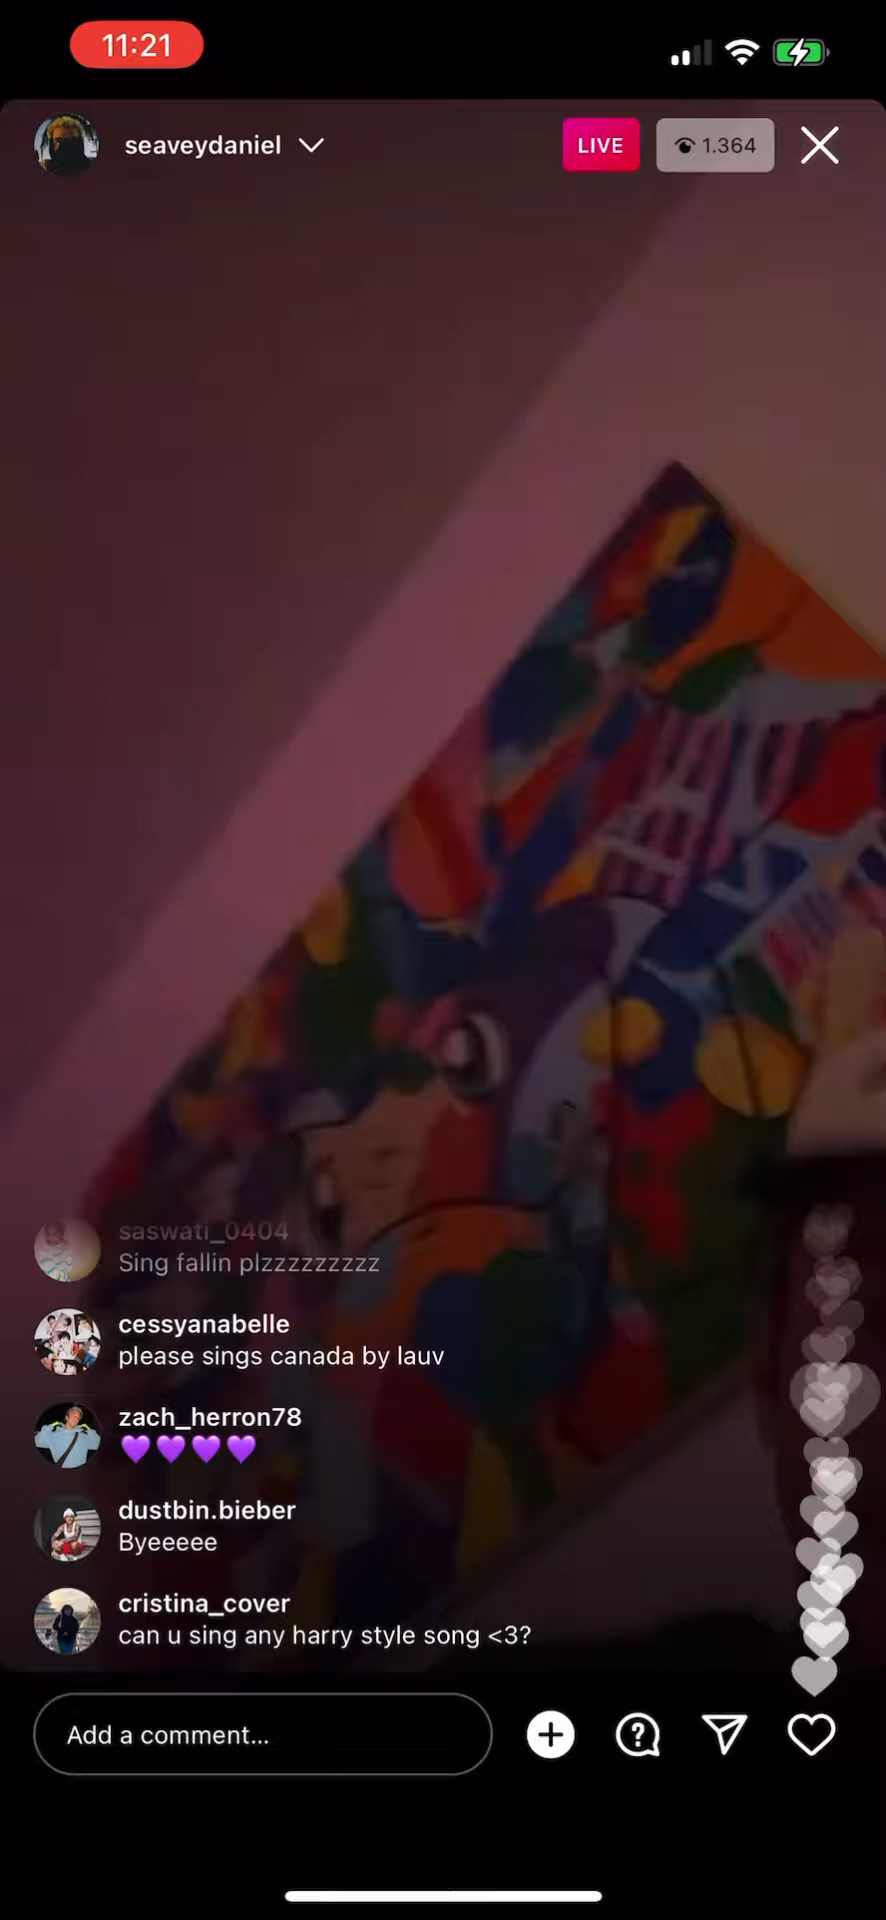 11:21
seaveydaniel
LIVE
1.364
saswati_0404
Sing fallin plzzzzzzzzz
cessyanabelle
please sings canada by lauv
zach_herron78
💜💜💜💜
dustbin.bieber
Byeeeee
cristina_cover
can u sing any harry style song <3?
Add a comment...